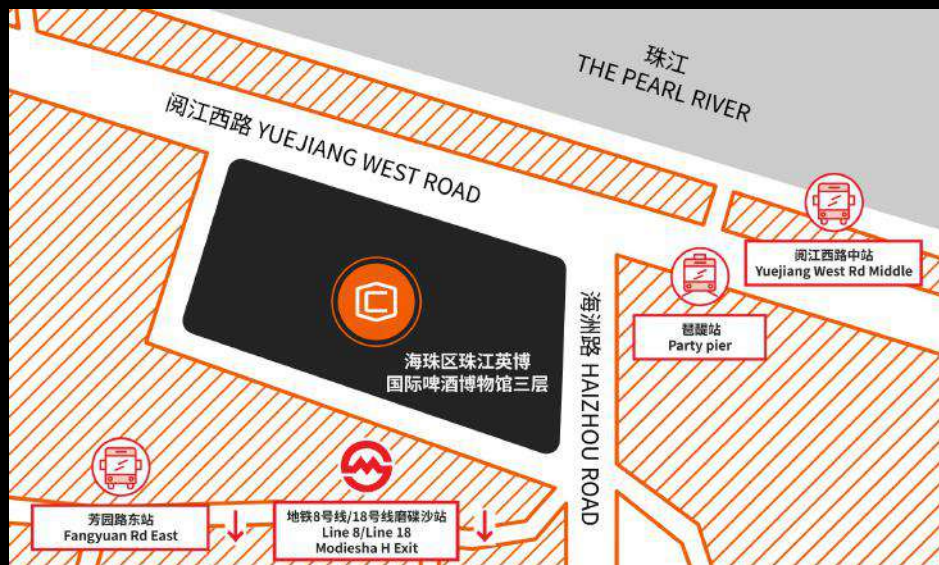 珠江
THE PEARL RIVER
阅江西路 YUEJIANG WEST ROAD
阅江西路中站
Yuejiang West Rd Middle
琶醍站
Party pier
海洲路 HAIZHOU ROAD
海珠区珠江英博
国际啤酒博物馆三层
芳园路东站
Fangyuan Rd East
地铁8号线/18号线磨碟沙站
Line 8/Line 18
Modiesha H Exit